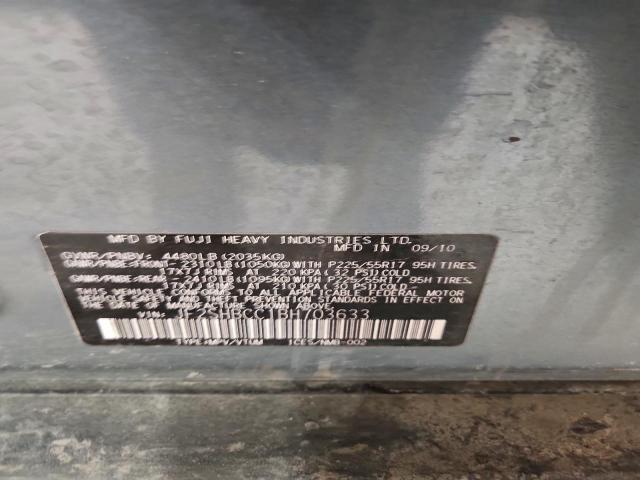 MFD BY FUJI HEAVY INDUSTRIES LTD.
MFD IN 09/10
GVWR/PNBV: 4480LB (2035KG)
GAWR/PNBE:FRONT- 2310LB (1050KG) WITH P225/55R17 95H TIRES,
17X7J RIMS AT 220 KPA ( 32 PSI) COLD
GAWR/PNBE:REAR- 2410LB (1095KG) WITH P225/55R17 95H TIRES,
17X7J RIMS AT 210 KPA ( 30 PSI) COLD
THIS VEHICLE CONFORMS TO ALL APPLICABLE FEDERAL MOTOR
VEHICLE SAFETY STANDARDS IN EFFECT ON
THE DATE OF MANUFACTURE SHOWN ABOVE.
VIN: JF2SHBCC1BH703633
TYPE:MPV/VTUM ICES/NMB-002